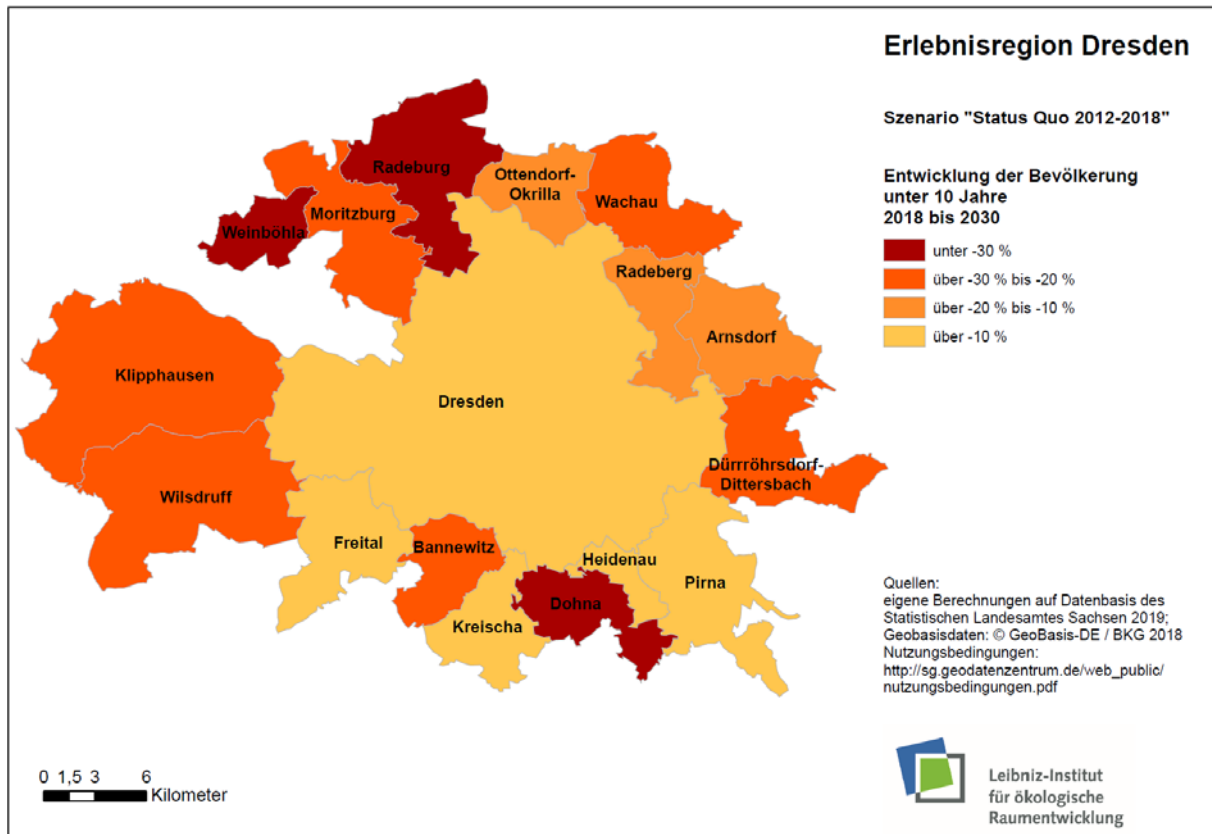 Erlebnisregion Dresden
Szenario "Status Quo 2012-2018"
Entwicklung der Bevölkerung
unter 10 Jahre
2018 bis 2030
unter -30 %
über -30 % bis -20 %
über -20 % bis -10 %
über -10 %
Radeburg
Ottendorf-
Okrilla
Wachau
Moritzburg
Weinböhla
Radeberg
Arnsdorf
Klipphausen
Dresden
Dürrröhrsdorf-
Dittersbach
Wilsdruff
Freital
Bannewitz
Heidenau
Pirna
Dohna
Kreischa
Quellen:
eigene Berechnungen auf Datenbasis des
Statistischen Landesamtes Sachsen 2019;
Geobasisdaten: © GeoBasis-DE / BKG 2018
Nutzungsbedingungen:
http://sg.geodatenzentrum.de/web_public/
nutzungsbedingungen.pdf
0 1,5 3 6
Kilometer
Leibniz-Institut
für ökologische
Raumentwicklung